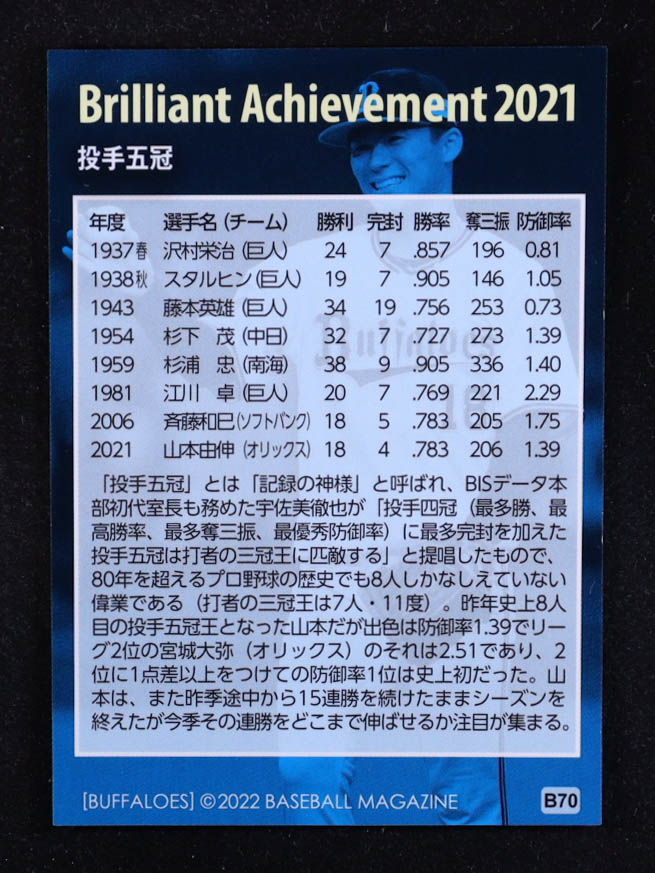 Brilliant Achievement 2021
投手五冠
年度 選手名（チーム） 勝利 完封 勝率 奪三振 防御率
1937春 沢村栄治（巨人） 24 7 .857 196 0.81
1938秋 スタルヒン（巨人） 19 7 .905 146 1.05
1943 藤本英雄（巨人） 34 19 .756 253 0.73
1954 杉下　茂（中日） 32 7 .727 273 1.39
1959 杉浦　忠（南海） 38 9 .905 336 1.40
1981 江川　卓（巨人） 20 7 .769 221 2.29
2006 斉藤和巳（ソフトバンク） 18 5 .783 205 1.75
2021 山本由伸（オリックス） 18 4 .783 206 1.39
「投手五冠」とは「記録の神様」と呼ばれ、BISデータ本
部初代室長も務めた宇佐美徹也が「投手四冠（最多勝、最
高勝率、最多奪三振、最優秀防御率）に最多完封を加えた
投手五冠は打者の三冠王に匹敵する」と提唱したもので、
80年を超えるプロ野球の歴史でも8人しかなしえていない
偉業である（打者の三冠王は7人・11度）。昨年史上8人
目の投手五冠王となった山本だが出色は防御率1.39でリー
グ2位の宮城大弥（オリックス）のそれは2.51であり、2
位に1点差以上をつけての防御率1位は史上初だった。山
本は、また昨季途中から15連勝を続けたままシーズンを
終えたが今季その連勝をどこまで伸ばせるか注目が集まる。
Buffaloes
18
[BUFFALOES] ©2022 BASEBALL MAGAZINE
B70